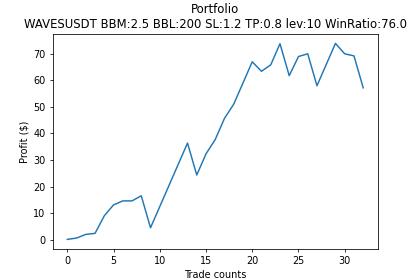 Portfolio
WAVESUSDT BBM:2.5 BBL:200 SL:1.2 TP:0.8 lev:10 WinRatio:76.0
70
60
50
40
30
20
10
0
Profit ($)
0 5 10 15 20 25 30
Trade counts